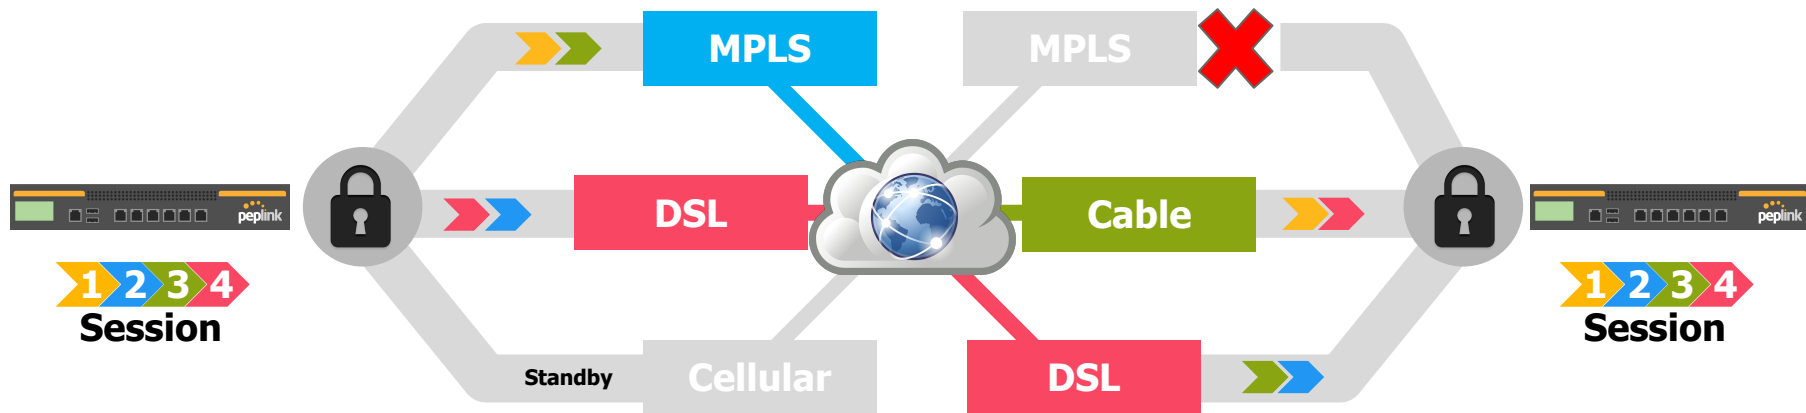 MPLS
MPLS
peplink
DSL
Cable
peplink
1 2 3 4
Session
1 2 3 4
Session
Standby
Cellular
DSL